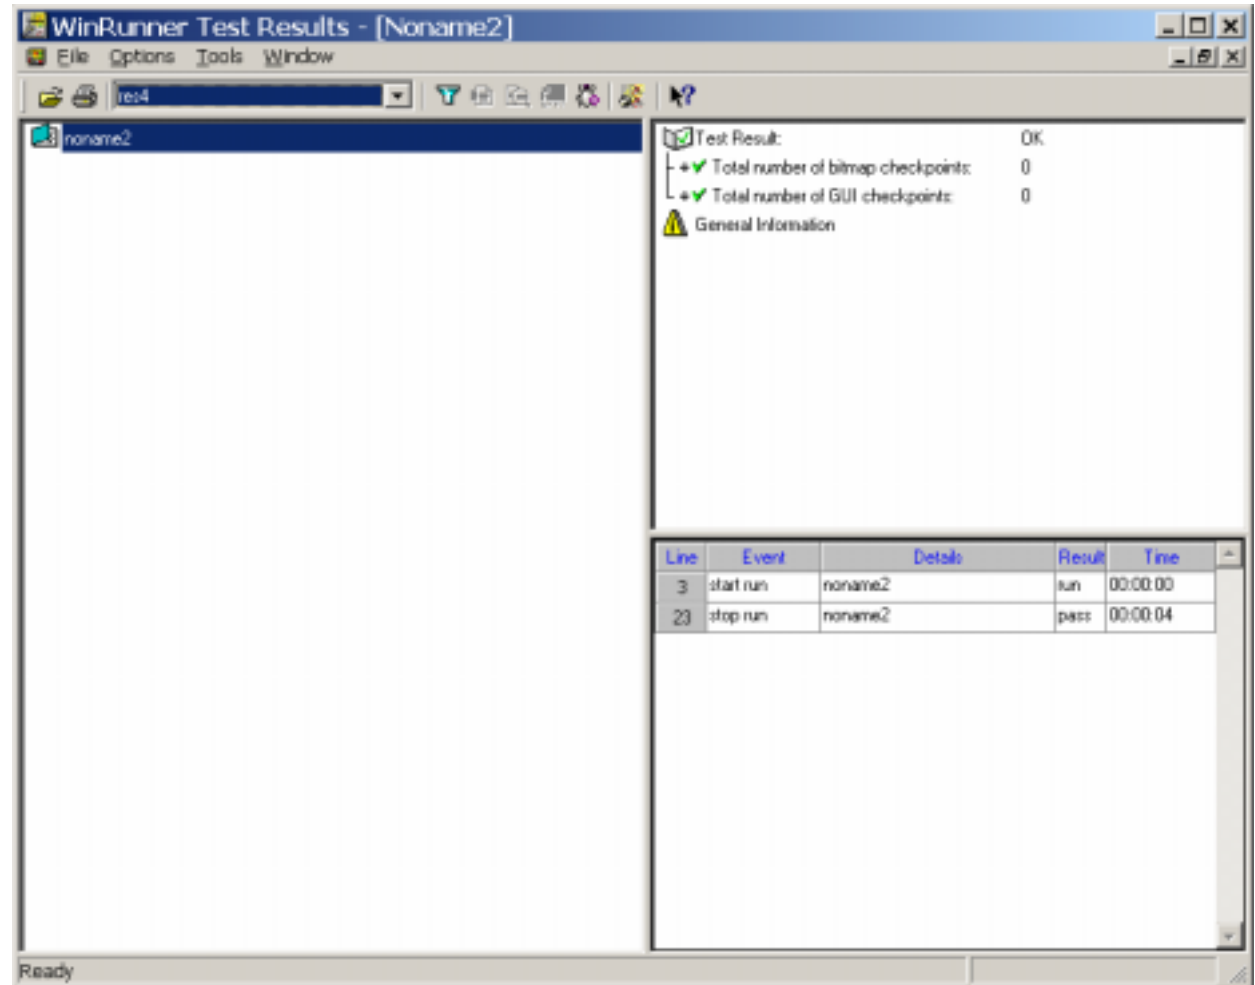 WinRunner Test Results - [Noname2]
File Options Tools Window
res4
noname2
Test Result: OK
Total number of bitmap checkpoints: 0
Total number of GUI checkpoints: 0
General Information
Line Event Details Result Time
3 start run noname2 run 00:00:00
23 stop run noname2 pass 00:00:04
Ready